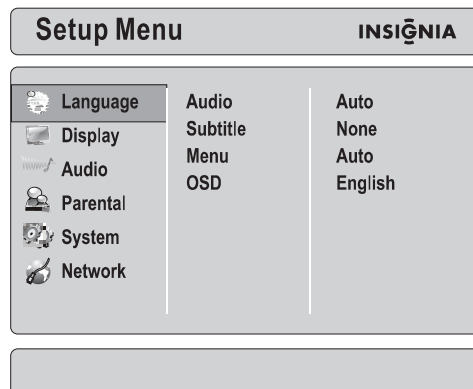 Setup Menu
INSIGNIA
Language
Display
Audio
Parental
System
Network
Audio Auto
Subtitle None
Menu Auto
OSD English